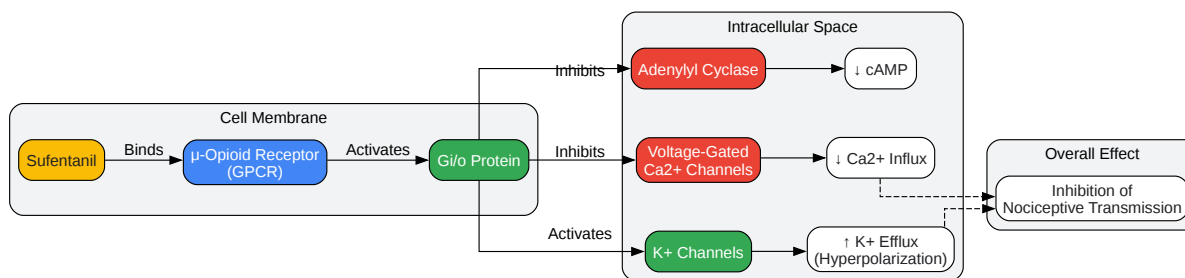 Intracellular Space
Inhibits
Adenylyl Cyclase
↓ cAMP
Cell Membrane
Sufentanil
Binds
μ-Opioid Receptor
(GPCR)
Activates
Gi/o Protein
Inhibits
Voltage-Gated
Ca2+ Channels
↓ Ca2+ Influx
Overall Effect
Inhibition of
Nociceptive Transmission
Activates
K+ Channels
↑ K+ Efflux
(Hyperpolarization)